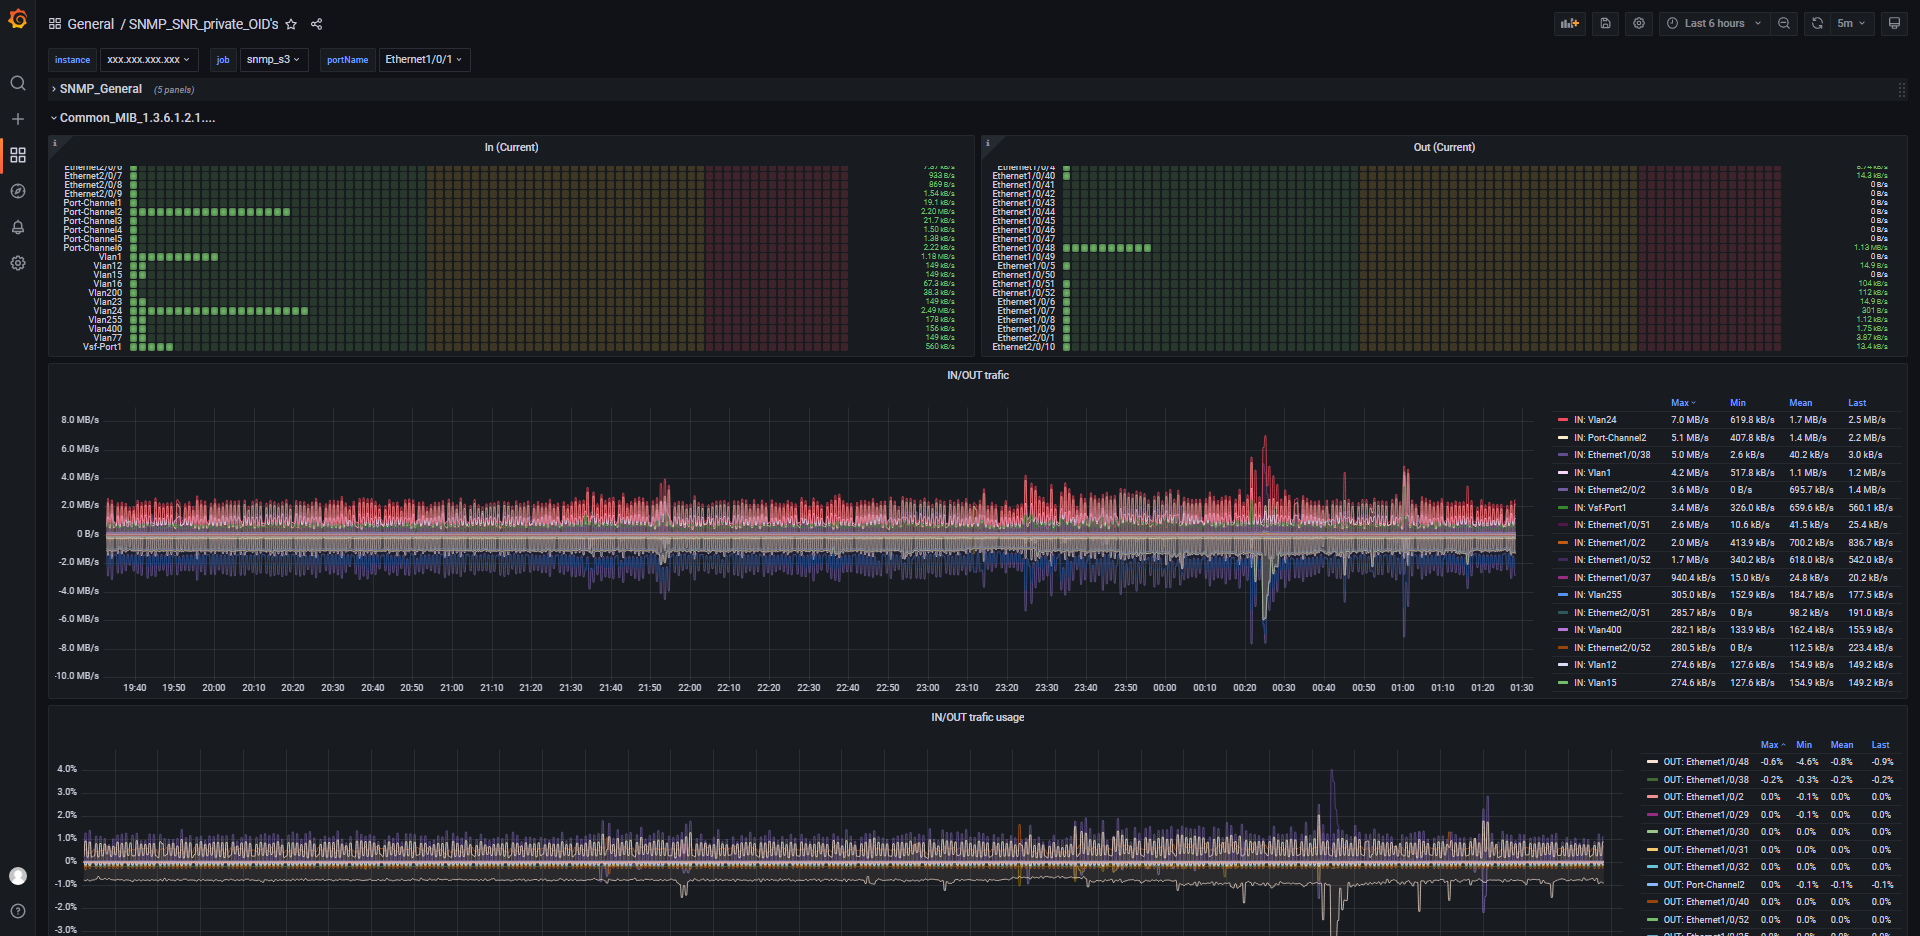 General / SNMP_SNR_private_OID's
Last 6 hours
5m
instance xxx.xxx.xxx.xxx job snmp_s3 portName Ethernet1/0/1
SNMP_General (5 panels)
Common_MIB_1.3.6.1.2.1....
In (Current)
Ethernet2/0/6 7.87 kB/s
Ethernet2/0/7 933 B/s
Ethernet2/0/8 869 B/s
Ethernet2/0/9 1.54 kB/s
Port-Channel1 19.1 kB/s
Port-Channel2 2.20 MB/s
Port-Channel3 21.7 kB/s
Port-Channel4 1.50 kB/s
Port-Channel5 1.38 kB/s
Port-Channel6 2.22 kB/s
Vlan1 1.18 MB/s
Vlan12 149 kB/s
Vlan15 149 kB/s
Vlan16 67.3 kB/s
Vlan200 38.3 kB/s
Vlan23 149 kB/s
Vlan24 2.49 MB/s
Vlan255 178 kB/s
Vlan400 156 kB/s
Vlan77 149 kB/s
Vsf-Port1 560 kB/s
Out (Current)
Ethernet1/0/4 8.74 kB/s
Ethernet1/0/40 14.3 kB/s
Ethernet1/0/41 0 B/s
Ethernet1/0/42 0 B/s
Ethernet1/0/43 0 B/s
Ethernet1/0/44 0 B/s
Ethernet1/0/45 0 B/s
Ethernet1/0/46 0 B/s
Ethernet1/0/47 0 B/s
Ethernet1/0/48 1.13 MB/s
Ethernet1/0/49 0 B/s
Ethernet1/0/5 14.9 B/s
Ethernet1/0/50 0 B/s
Ethernet1/0/51 104 kB/s
Ethernet1/0/52 112 kB/s
Ethernet1/0/6 14.9 B/s
Ethernet1/0/7 301 B/s
Ethernet1/0/8 1.12 kB/s
Ethernet1/0/9 1.75 kB/s
Ethernet2/0/1 3.87 kB/s
Ethernet2/0/10 13.4 kB/s
IN/OUT trafic
8.0 MB/s
6.0 MB/s
4.0 MB/s
2.0 MB/s
0 B/s
-2.0 MB/s
-4.0 MB/s
-6.0 MB/s
-8.0 MB/s
-10.0 MB/s
19:40 19:50 20:00 20:10 20:20 20:30 20:40 20:50 21:00 21:10 21:20 21:30 21:40 21:50 22:00 22:10 22:20 22:30 22:40 22:50 23:00 23:10 23:20 23:30 23:40 23:50 00:00 00:10 00:20 00:30 00:40 00:50 01:00 01:10 01:20 01:30
Max Min Mean Last
IN: Vlan24 7.0 MB/s 619.8 kB/s 1.7 MB/s 2.5 MB/s
IN: Port-Channel2 5.1 MB/s 407.8 kB/s 1.4 MB/s 2.2 MB/s
IN: Ethernet1/0/38 5.0 MB/s 2.6 kB/s 40.2 kB/s 3.0 kB/s
IN: Vlan1 4.2 MB/s 517.8 kB/s 1.1 MB/s 1.2 MB/s
IN: Ethernet2/0/2 3.6 MB/s 0 B/s 695.7 kB/s 1.4 MB/s
IN: Vsf-Port1 3.4 MB/s 326.0 kB/s 659.6 kB/s 560.1 kB/s
IN: Ethernet1/0/51 2.6 MB/s 10.6 kB/s 41.5 kB/s 25.4 kB/s
IN: Ethernet1/0/2 2.0 MB/s 413.9 kB/s 700.2 kB/s 836.7 kB/s
IN: Ethernet1/0/52 1.7 MB/s 340.2 kB/s 618.0 kB/s 542.0 kB/s
IN: Ethernet1/0/37 940.4 kB/s 15.0 kB/s 24.8 kB/s 20.2 kB/s
IN: Vlan255 305.0 kB/s 152.9 kB/s 184.7 kB/s 177.5 kB/s
IN: Ethernet2/0/51 285.7 kB/s 0 B/s 98.2 kB/s 191.0 kB/s
IN: Vlan400 282.1 kB/s 133.9 kB/s 162.4 kB/s 155.9 kB/s
IN: Ethernet2/0/52 280.5 kB/s 0 B/s 112.5 kB/s 223.4 kB/s
IN: Vlan12 274.6 kB/s 127.6 kB/s 154.9 kB/s 149.2 kB/s
IN: Vlan15 274.6 kB/s 127.6 kB/s 154.9 kB/s 149.2 kB/s
IN/OUT trafic usage
4.0%
3.0%
2.0%
1.0%
0%
-1.0%
-2.0%
-3.0%
Max Min Mean Last
OUT: Ethernet1/0/48 -0.6% -4.6% -0.8% -0.9%
OUT: Ethernet1/0/38 -0.2% -0.3% -0.2% -0.2%
OUT: Ethernet1/0/2 0.0% -0.1% 0.0% 0.0%
OUT: Ethernet1/0/29 0.0% -0.1% 0.0% 0.0%
OUT: Ethernet1/0/30 0.0% 0.0% 0.0% 0.0%
OUT: Ethernet1/0/31 0.0% 0.0% 0.0% 0.0%
OUT: Ethernet1/0/32 0.0% 0.0% 0.0% 0.0%
OUT: Port-Channel2 0.0% -0.1% -0.1% -0.1%
OUT: Ethernet1/0/40 0.0% 0.0% 0.0% 0.0%
OUT: Ethernet1/0/52 0.0% 0.0% 0.0% 0.0%